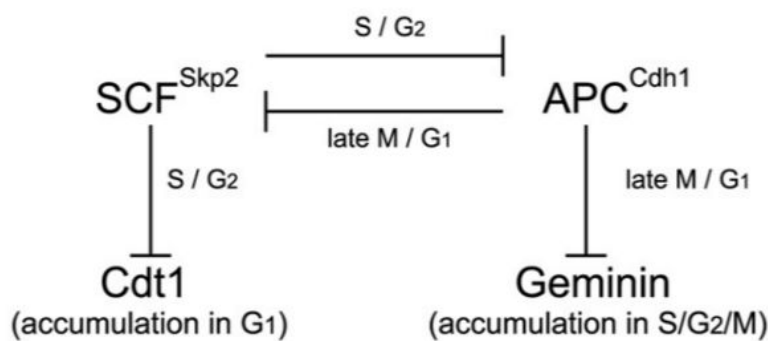 S / G2
SCF^Skp2 APC^Cdh1
late M / G1
S / G2 late M / G1
Cdt1 Geminin
(accumulation in G1) (accumulation in S/G2/M)